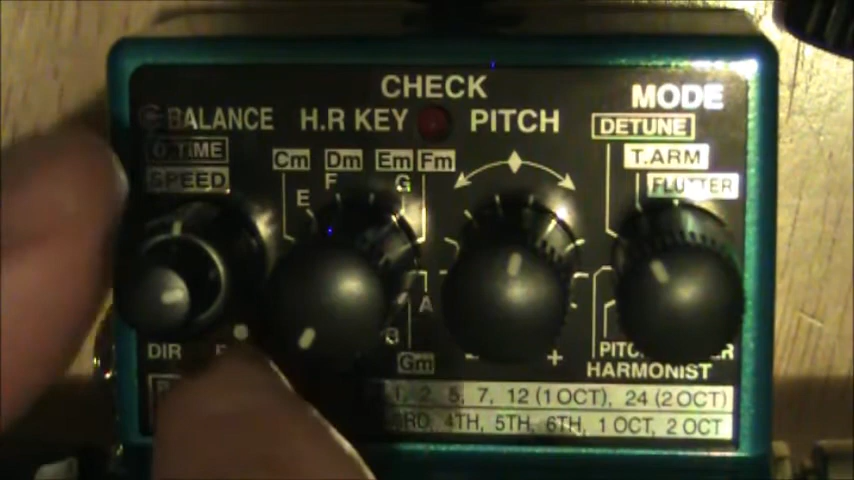 CHECK
BALANCE H.R KEY PITCH MODE
D.TIME DETUNE
SPEED Cm Dm Em Fm T.ARM
F G FLUTTER
E
A
B
DIR
Gm HARMONIST
- +
1, 2, 5, 7, 12 (1 OCT), 24 (2 OCT)
RD, 4TH, 5TH, 6TH, 1 OCT, 2 OCT